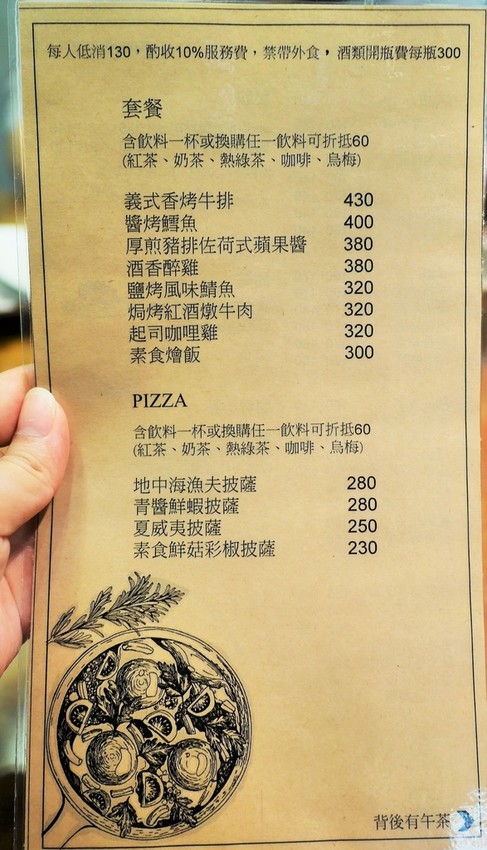 每人低消130，酌收10%服務費，禁帶外食，酒類開瓶費每瓶300
套餐
含飲料一杯或換購任一飲料可折抵60
(紅茶、奶茶、熱綠茶、咖啡、烏梅)
義式香烤牛排 430
醬烤鱈魚 400
厚煎豬排佐荷式蘋果醬 380
酒香醉雞 380
鹽烤風味鯖魚 320
焗烤紅酒燉牛肉 320
起司咖哩雞 320
素食燴飯 300
PIZZA
含飲料一杯或換購任一飲料可折抵60
(紅茶、奶茶、熱綠茶、咖啡、烏梅)
地中海漁夫披薩 280
青醬鮮蝦披薩 280
夏威夷披薩 250
素食鮮菇彩椒披薩 230
背後有午茶